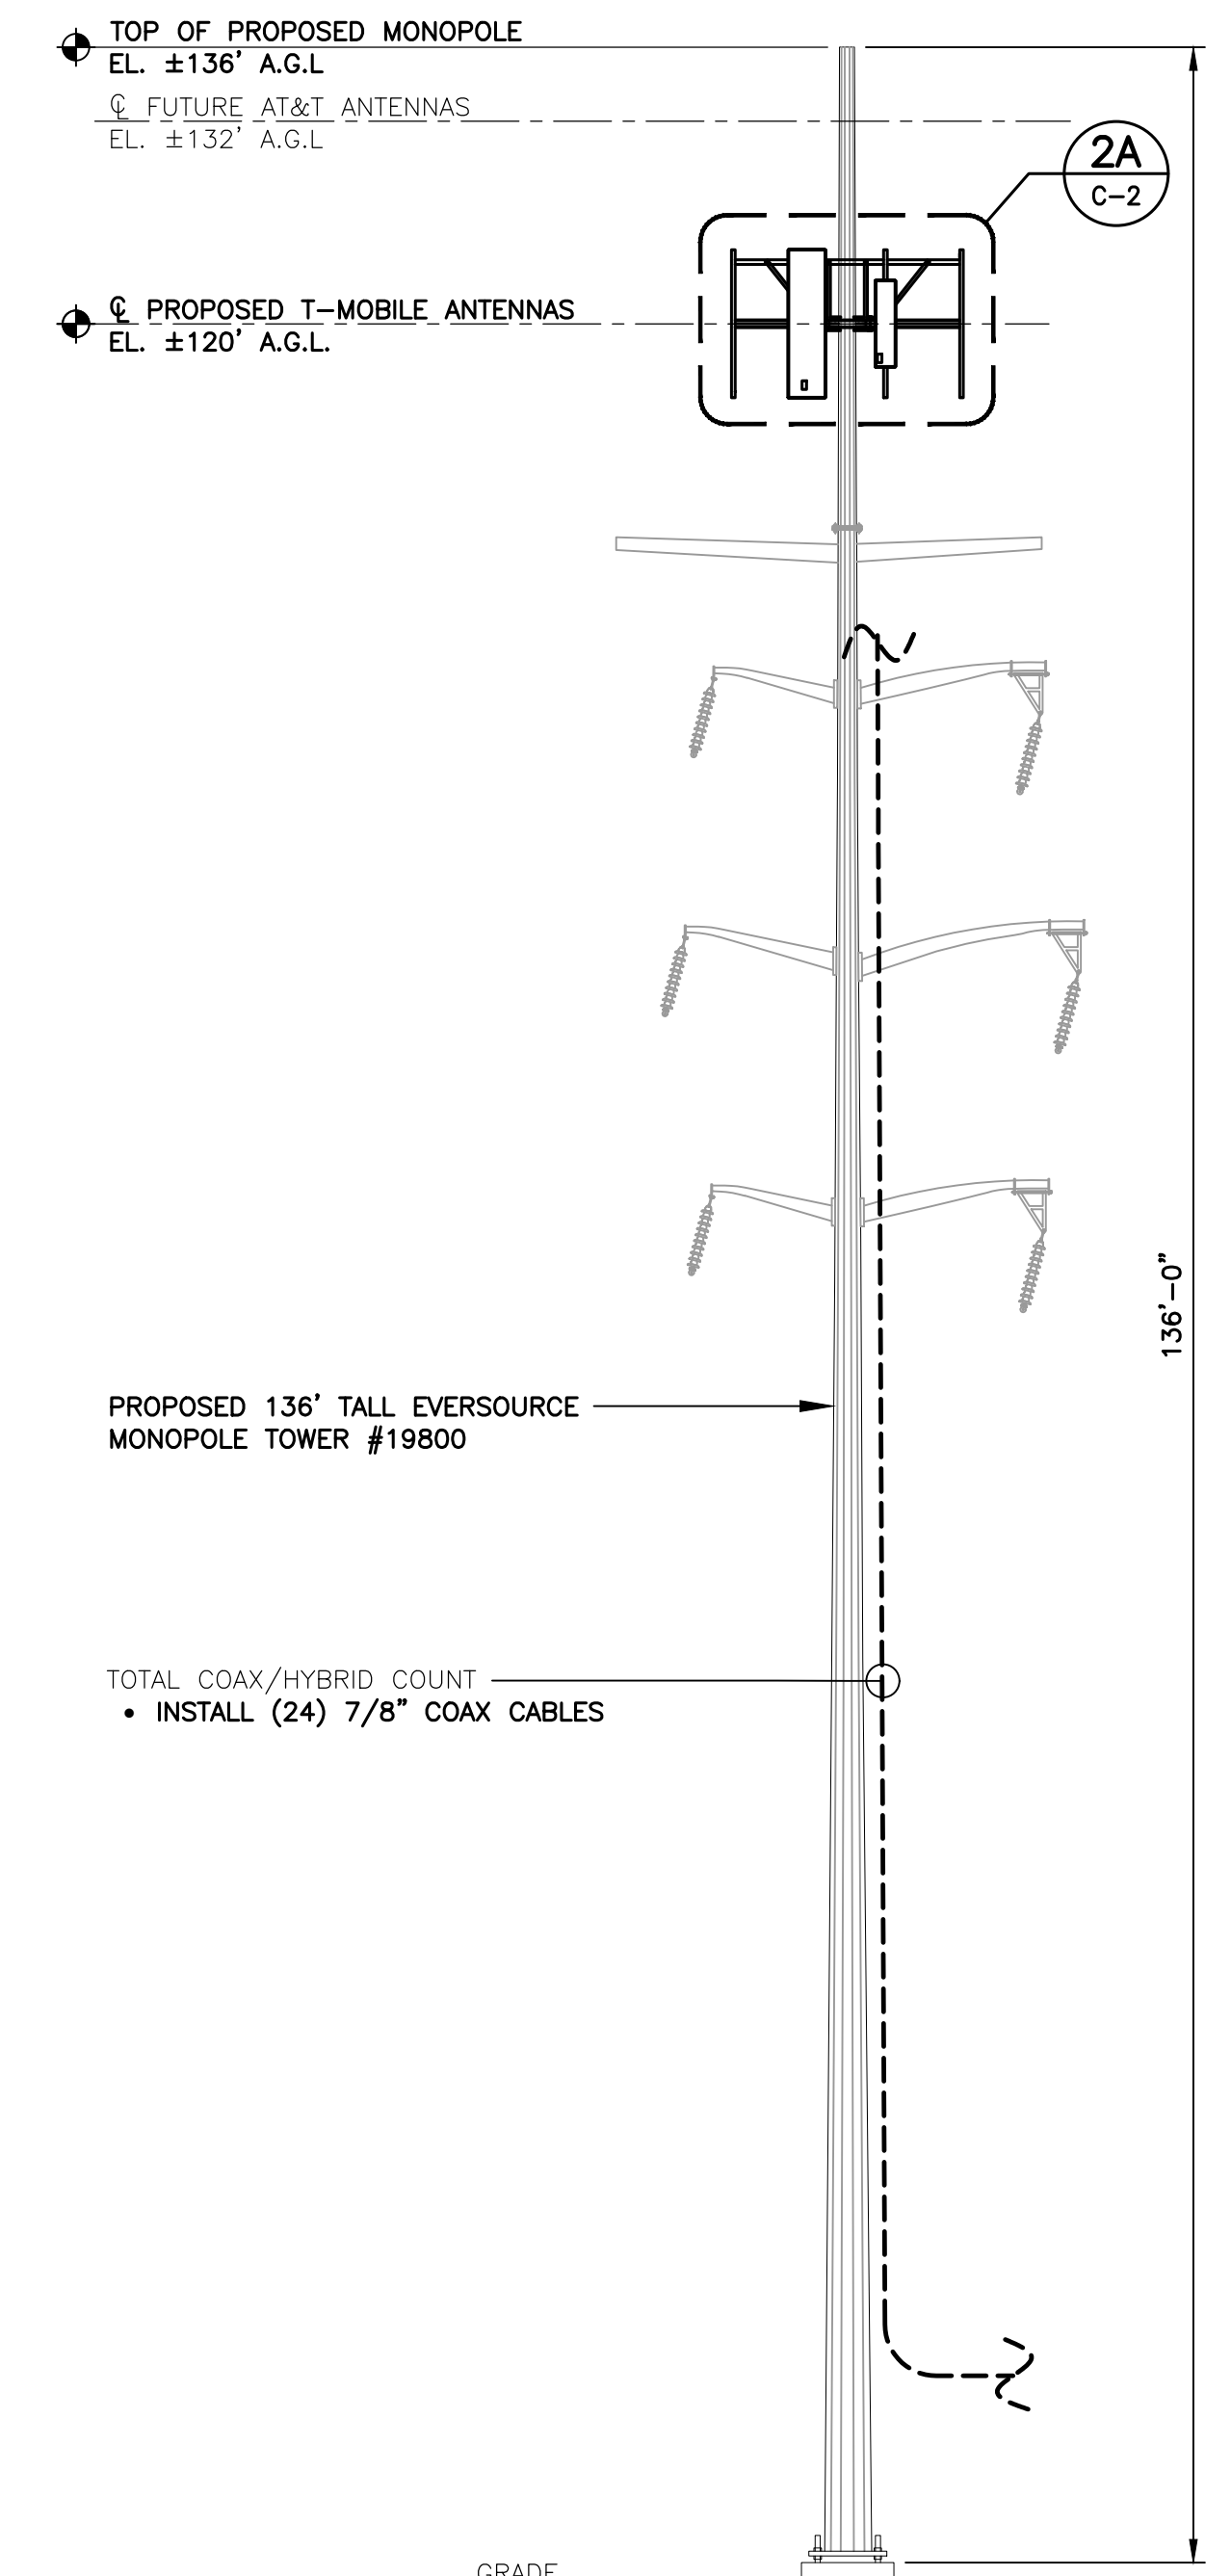 TOP OF PROPOSED MONOPOLE
EL. ±136' A.G.L
℄ FUTURE AT&T ANTENNAS
EL. ±132' A.G.L
2A
C-2
℄ PROPOSED T-MOBILE ANTENNAS
EL. ±120' A.G.L.
136'-0"
PROPOSED 136' TALL EVERSOURCE
MONOPOLE TOWER #19800
TOTAL COAX/HYBRID COUNT
• INSTALL (24) 7/8" COAX CABLES
GRADE